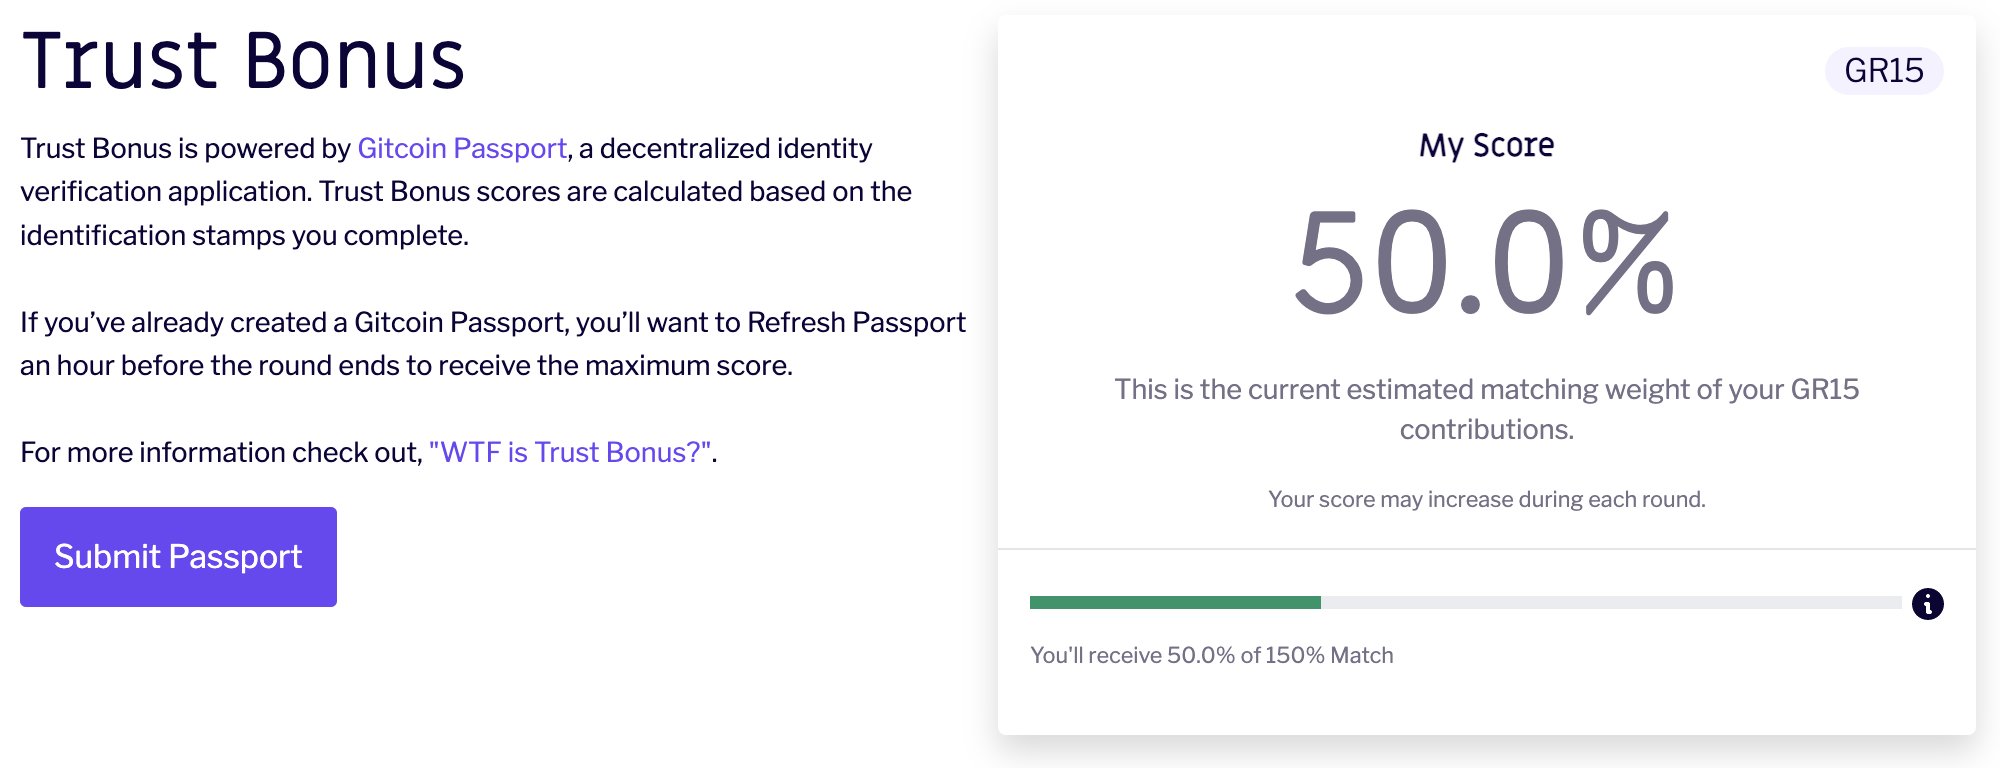 Trust Bonus
Trust Bonus is powered by Gitcoin Passport, a decentralized identity
verification application. Trust Bonus scores are calculated based on the
identification stamps you complete.
If you’ve already created a Gitcoin Passport, you’ll want to Refresh Passport
an hour before the round ends to receive the maximum score.
For more information check out, "WTF is Trust Bonus?".
Submit Passport
GR15
My Score
50.0%
This is the current estimated matching weight of your GR15
contributions.
Your score may increase during each round.
You'll receive 50.0% of 150% Match